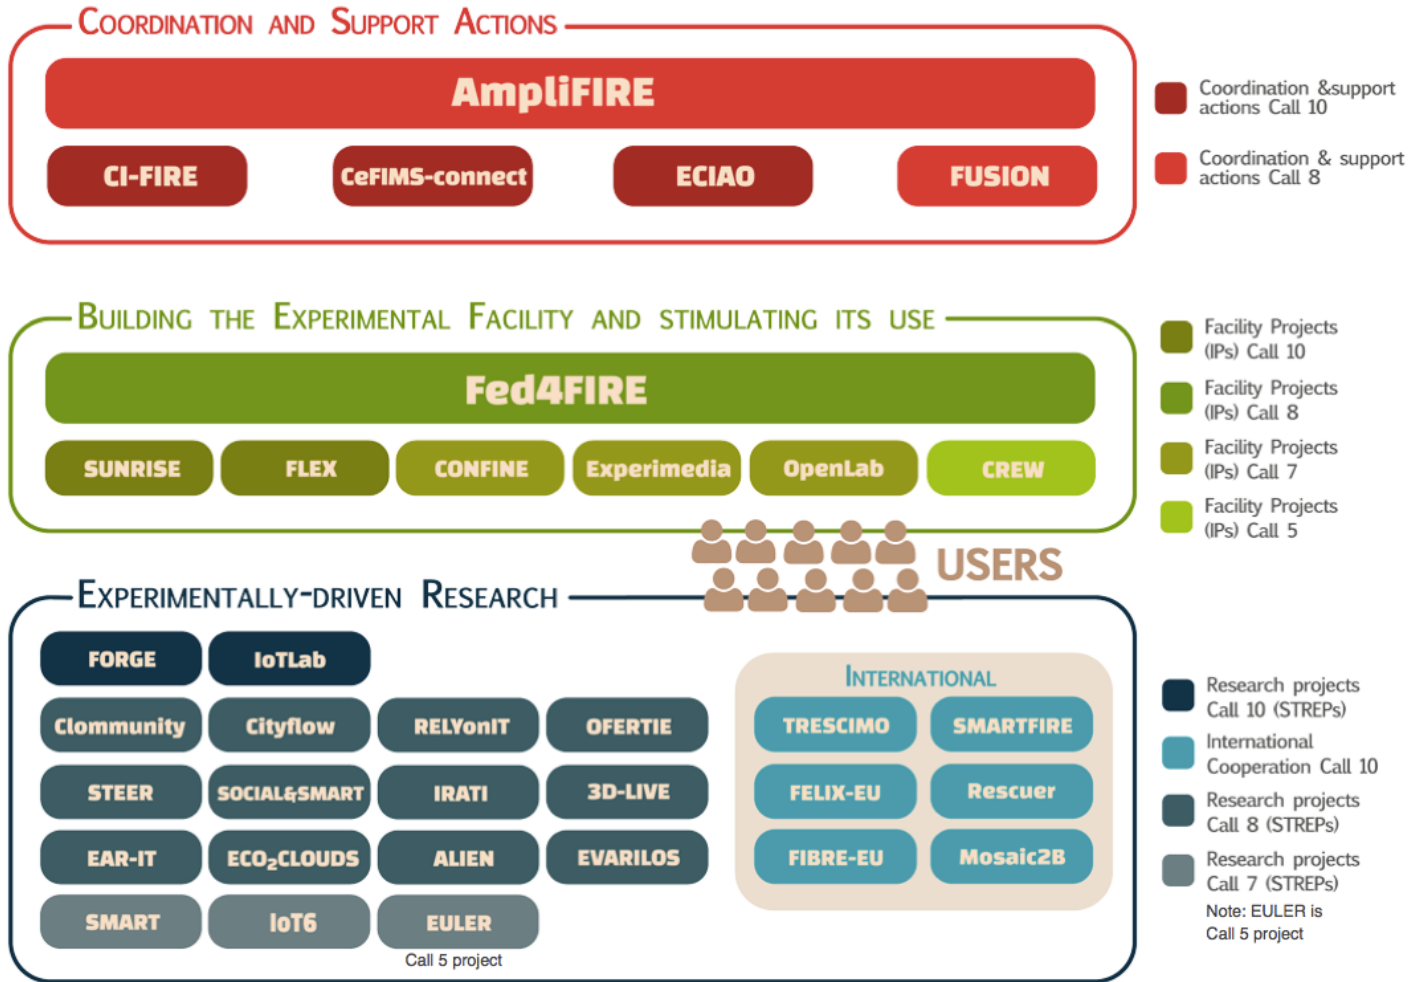 COORDINATION AND SUPPORT ACTIONS
AmpliFIRE
CI-FIRE
CeFIMS-connect
ECIAO
FUSION
Coordination &support
actions Call 10
Coordination & support
actions Call 8
BUILDING THE EXPERIMENTAL FACILITY AND STIMULATING ITS USE
Fed4FIRE
SUNRISE
FLEX
CONFINE
Experimedia
OpenLab
CREW
Facility Projects
(IPs) Call 10
Facility Projects
(IPs) Call 8
Facility Projects
(IPs) Call 7
Facility Projects
(IPs) Call 5
USERS
EXPERIMENTALLY-DRIVEN RESEARCH
FORGE
IoTLab
Clommunity
Cityflow
RELYonIT
OFERTIE
STEER
SOCIAL&SMART
IRATI
3D-LIVE
EAR-IT
ECO₂CLOUDS
ALIEN
EVARILOS
SMART
IoT6
EULER
Call 5 project
INTERNATIONAL
TRESCIMO
SMARTFIRE
FELIX-EU
Rescuer
FIBRE-EU
Mosaic2B
Research projects
Call 10 (STREPs)
International
Cooperation Call 10
Research projects
Call 8 (STREPs)
Research projects
Call 7 (STREPs)
Note: EULER is
Call 5 project